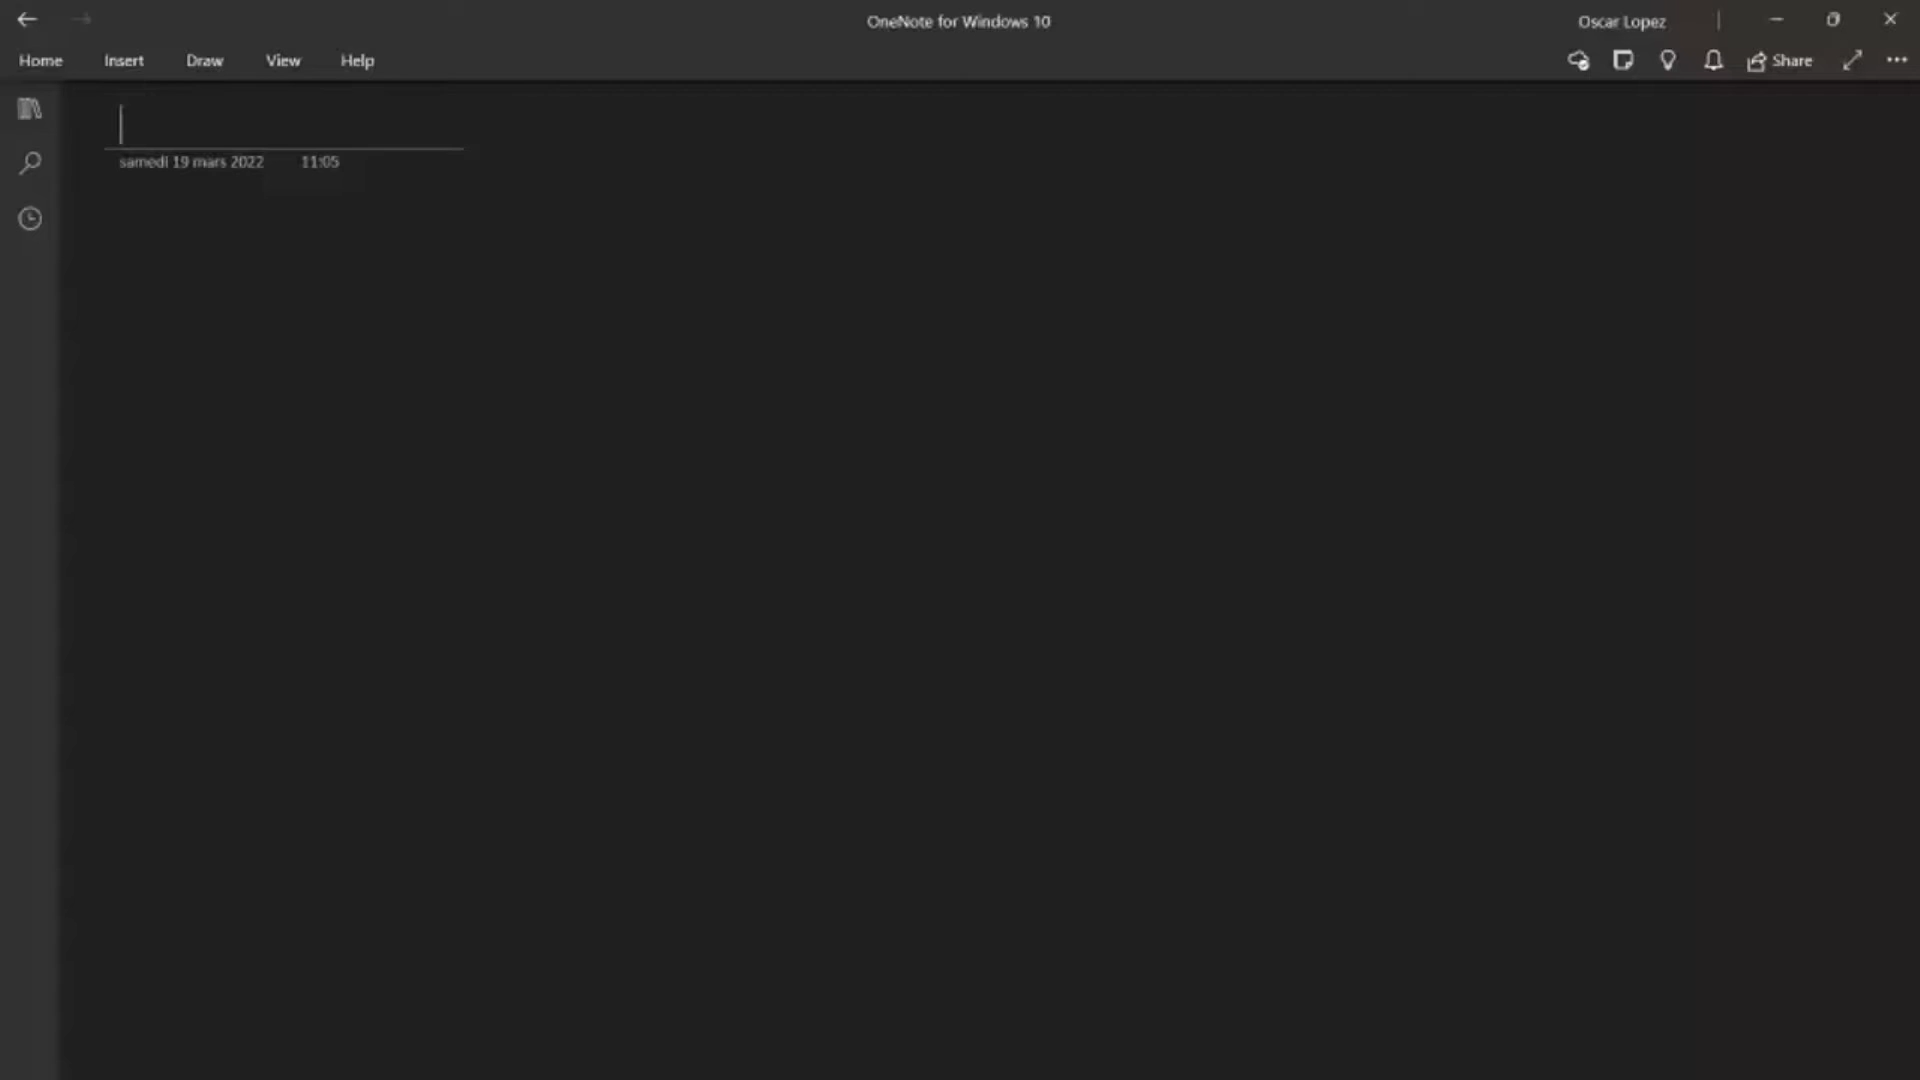 OneNote for Windows 10
Oscar Lopez
Home Insert Draw View Help
Share
samedi 19 mars 2022 11:05